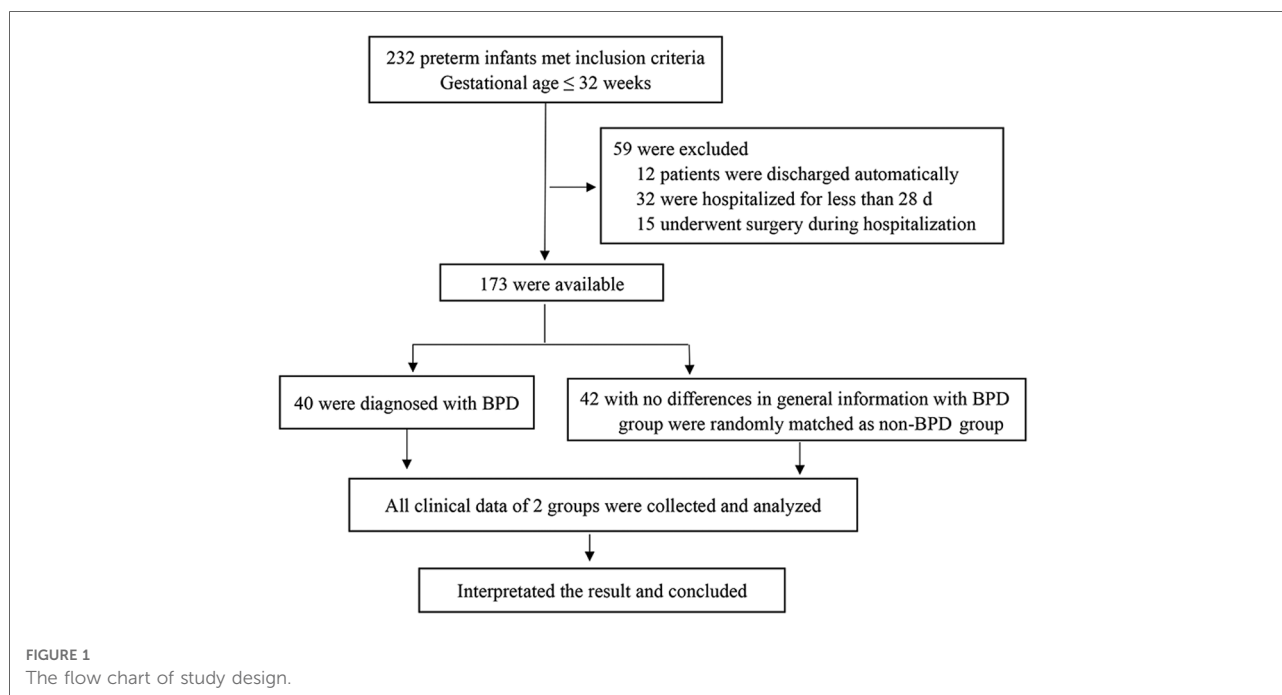 232 preterm infants met inclusion criteria
Gestational age ≤ 32 weeks
59 were excluded
12 patients were discharged automatically
32 were hospitalized for less than 28 d
15 underwent surgery during hospitalization
173 were available
40 were diagnosed with BPD
42 with no differences in general information with BPD
group were randomly matched as non-BPD group
All clinical data of 2 groups were collected and analyzed
Interpretated the result and concluded
FIGURE 1
The flow chart of study design.